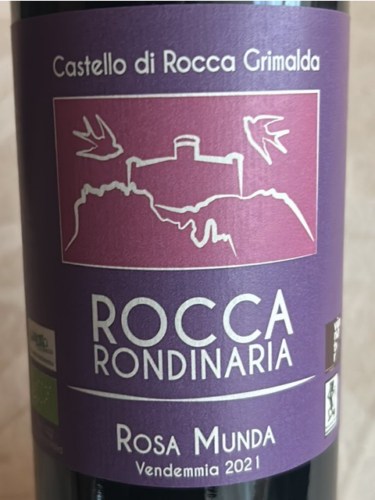 Castello di Rocca Grimalda
ROCCA
RONDINARIA
ROSA MUNDA
Vendemmia 2021